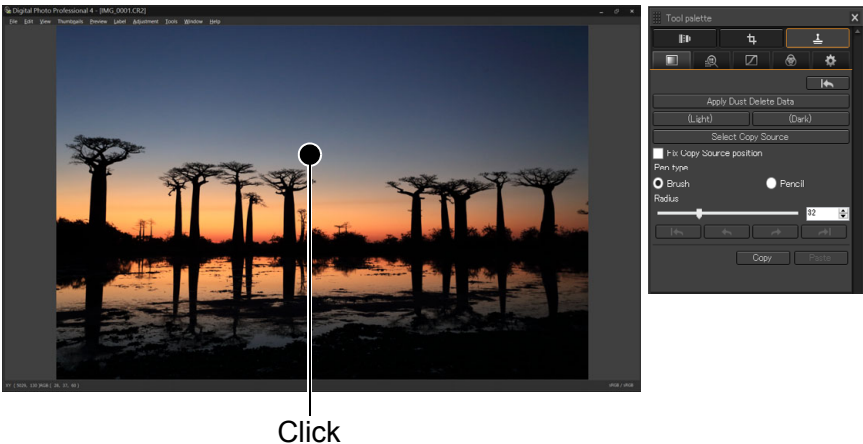 Digital Photo Professional 4 - [IMG_0001.CR2]
File Edit View Thumbnails Preview Label Adjustment Tools Window Help
Tool palette
Apply Dust Delete Data
(Light) (Dark)
Select Copy Source
Fix Copy Source position
Pen type
Brush Pencil
Radius
32
Copy Paste
sRGB / sRGB
Click